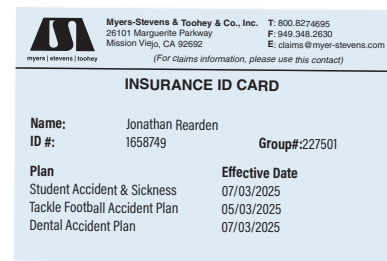 Myers-Stevens & Toohey & Co., Inc. T: 800.8274695
26101 Marguerite Parkway F: 949.348.2630
Mission Viejo, CA 92692 E: claims@myer-stevens.com
myers | stevens | toohey
(For claims information, please use this contact)
INSURANCE ID CARD
Name: Jonathan Rearden
ID #: 1658749 Group#:227501
Plan Effective Date
Student Accident & Sickness 07/03/2025
Tackle Football Accident Plan 05/03/2025
Dental Accident Plan 07/03/2025